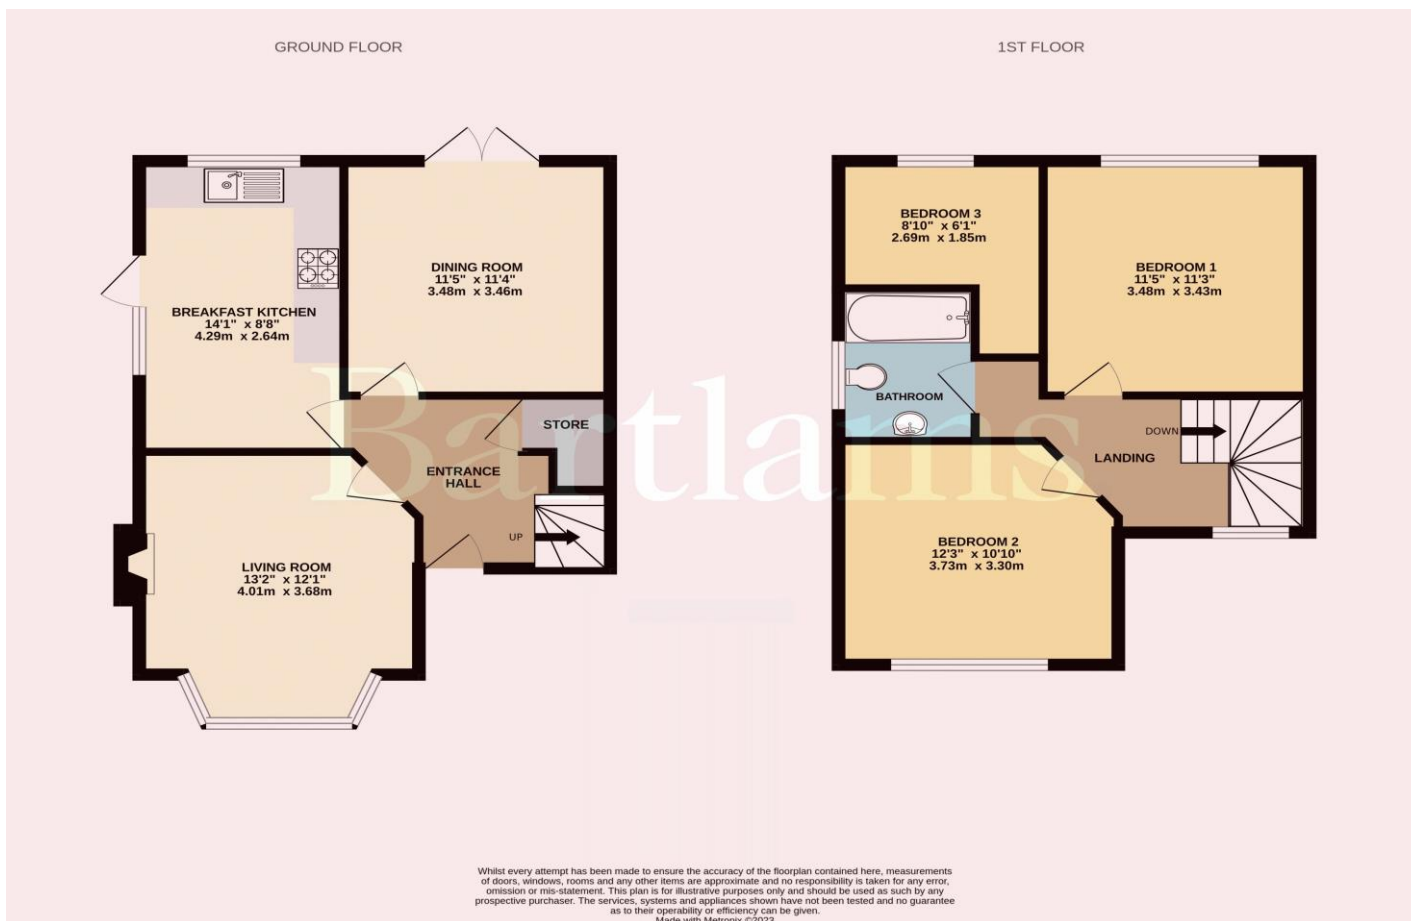 GROUND FLOOR
1ST FLOOR
BREAKFAST KITCHEN
14'1" x 8'8"
4.29m x 2.64m
DINING ROOM
11'5" x 11'4"
3.48m x 3.46m
STORE
ENTRANCE
HALL
UP
LIVING ROOM
13'2" x 12'1"
4.01m x 3.68m
BEDROOM 3
8'10" x 6'1"
2.69m x 1.85m
BEDROOM 1
11'5" x 11'3"
3.48m x 3.43m
BATHROOM
DOWN
LANDING
BEDROOM 2
12'3" x 10'10"
3.73m x 3.30m
Bartlams
Whilst every attempt has been made to ensure the accuracy of the floorplan contained here, measurements
of doors, windows, rooms and any other items are approximate and no responsibility is taken for any error,
omission or mis-statement. This plan is for illustrative purposes only and should be used as such by any
prospective purchaser. The services, systems and appliances shown have not been tested and no guarantee
as to their operability or efficiency can be given.
Made with Metropix ©2023